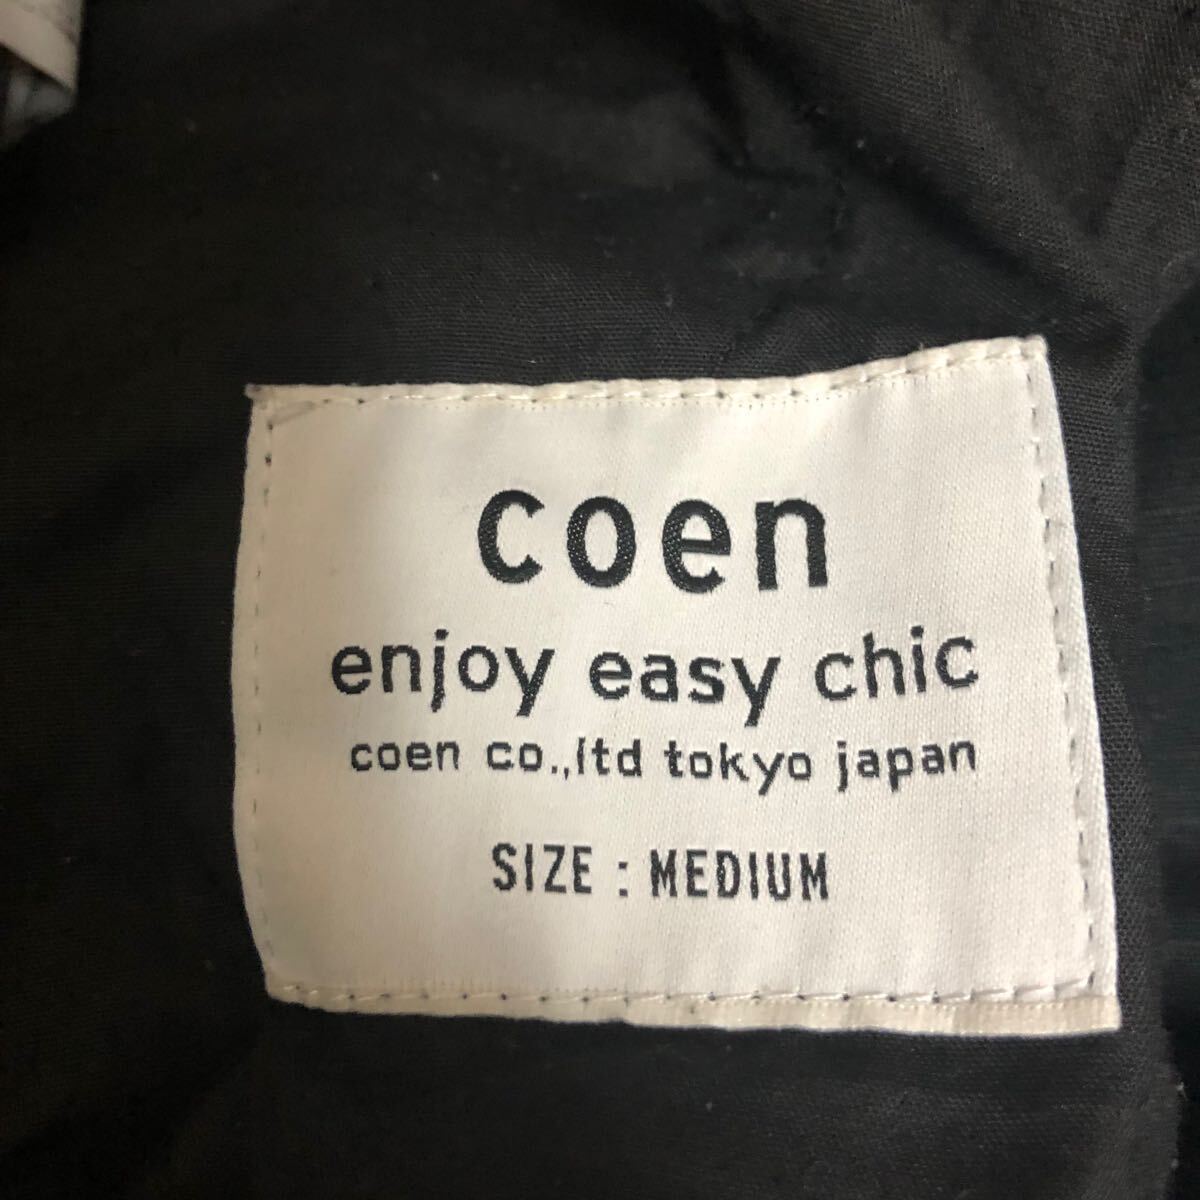 coen
enjoy easy chic
coen co.,ltd tokyo japan
SIZE : MEDIUM